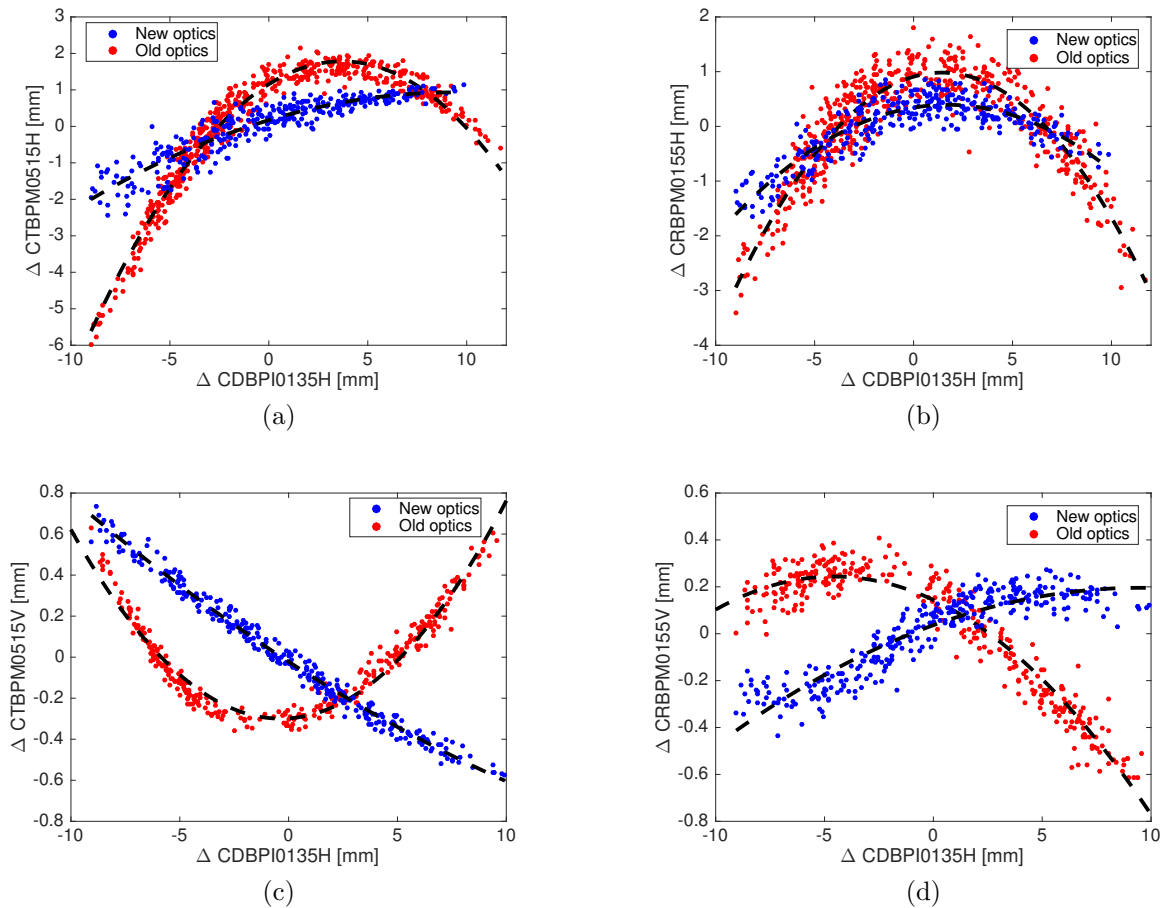 3
New optics
Old optics
2
1
0
-1
-2
-3
-4
-5
-6
Δ CTBPM0515H [mm]
-10 -5 0 5 10
Δ CDBPI0135H [mm]
(a)
2
New optics
Old optics
1
0
-1
-2
-3
-4
Δ CRBPM0155H [mm]
-10 -5 0 5 10
Δ CDBPI0135H [mm]
(b)
0.8
New optics
Old optics
0.6
0.4
0.2
0
-0.2
-0.4
-0.6
-0.8
Δ CTBPM0515V [mm]
-10 -5 0 5 10
Δ CDBPI0135H [mm]
(c)
0.6
New optics
Old optics
0.4
0.2
0
-0.2
-0.4
-0.6
-0.8
Δ CRBPM0155V [mm]
-10 -5 0 5 10
Δ CDBPI0135H [mm]
(d)